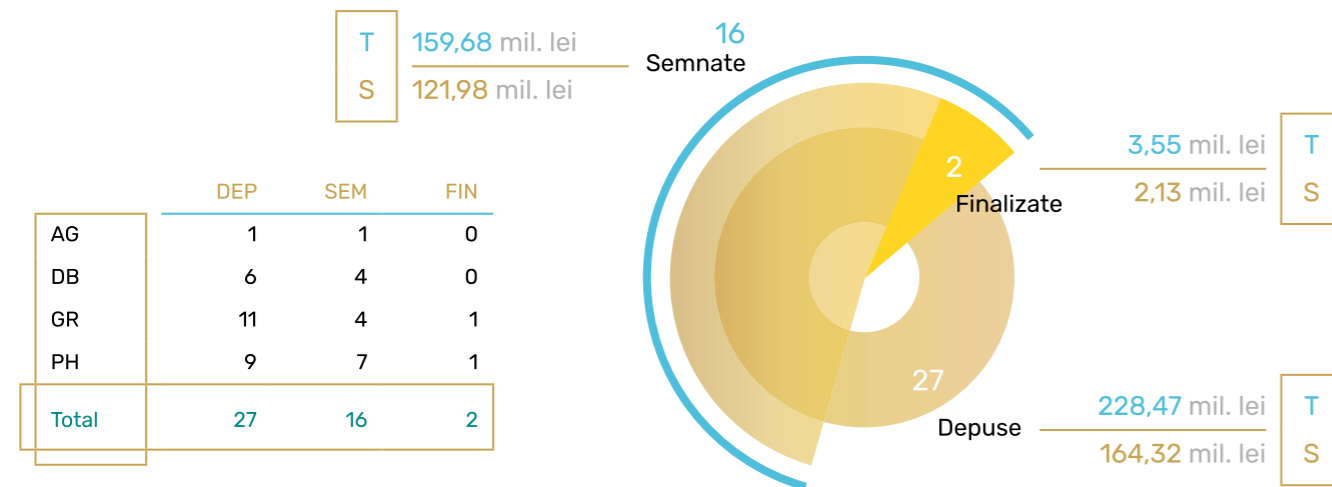 16
T 159,68 mil. lei
Semnate
S 121,98 mil. lei
3,55 mil. lei T
2
2,13 mil. lei S
Finalizate
DEP SEM FIN
AG 1 1 0
DB 6 4 0
GR 11 4 1
PH 9 7 1
Total 27 16 2
27
228,47 mil. lei T
Depuse
164,32 mil. lei S